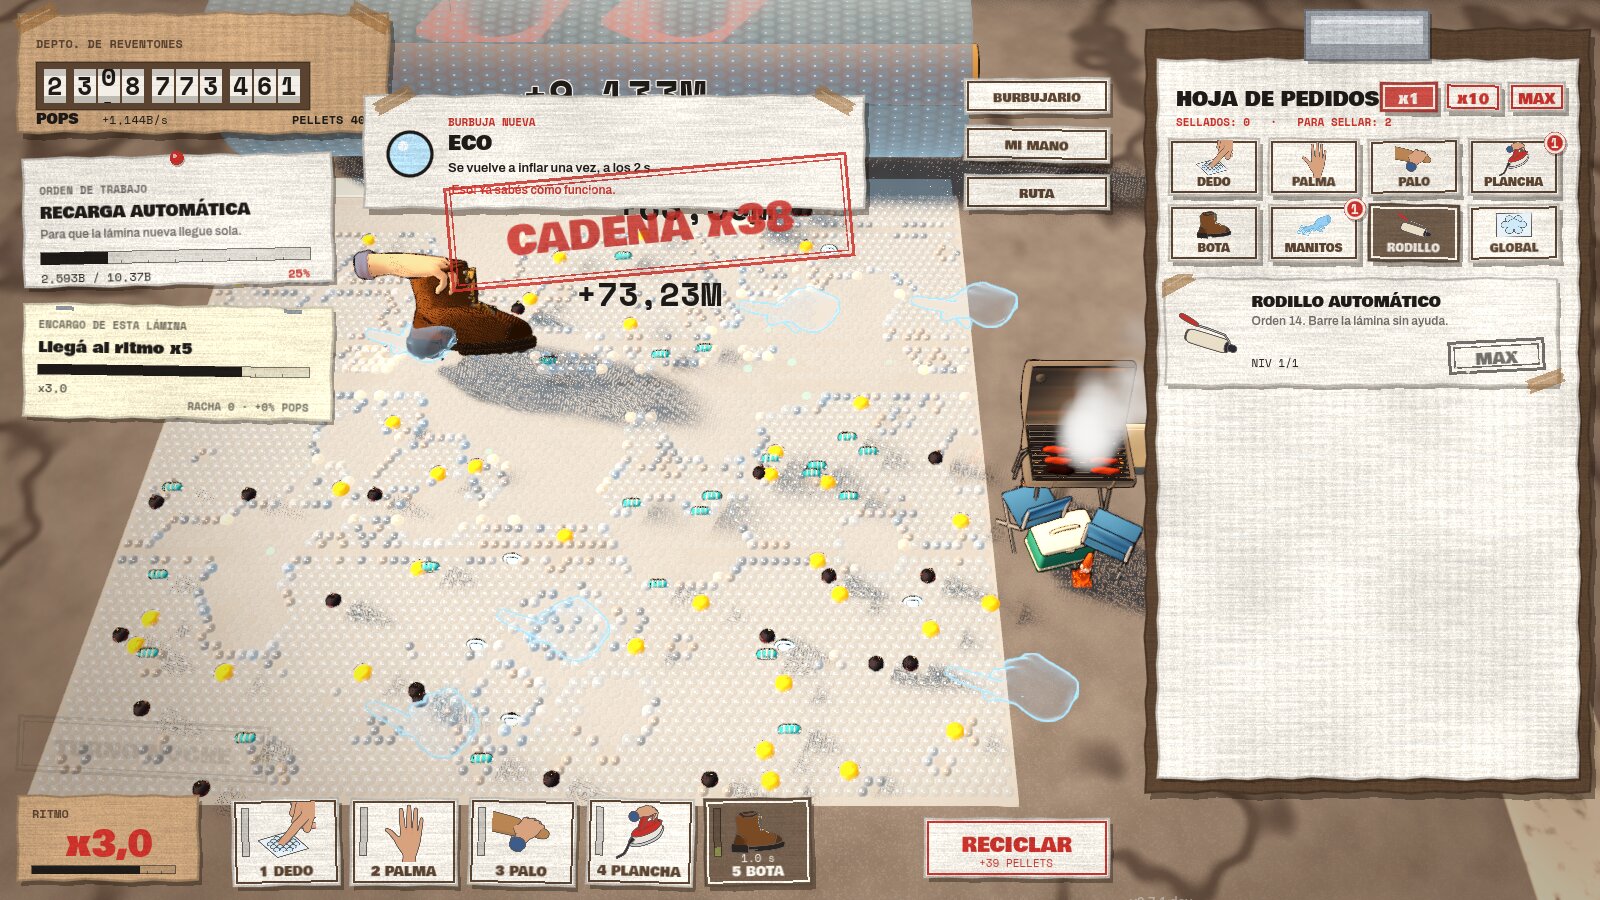 DEPTO. DE REVENTONES
2 3 0 8 7 7 3 4 6 1
POPS +1,144B/s PELLETS 40
ORDEN DE TRABAJO
RECARGA AUTOMÁTICA
Para que la lámina nueva llegue sola.
2,593B / 10,37B 25%
ENCARGO DE ESTA LÁMINA
Llegá al ritmo x5
x3,0
RACHA 0 · +0% POPS
+9,433M
BURBUJA NUEVA
ECO
Se vuelve a inflar una vez, a los 2 s.
¡Eso! Ya sabés cómo funciona.
CADENA x38
+73,23M
BURBUJARIO
MI MANO
RUTA
HOJA DE PEDIDOS x1 x10 MAX
SELLADOS: 0 · PARA SELLAR: 2
DEDO
PALMA
PALO
PLANCHA
1
BOTA
MANITOS
1
RODILLO
GLOBAL
RODILLO AUTOMÁTICO
Orden 14. Barre la lámina sin ayuda.
NIV 1/1
MAX
RITMO
x3,0
1 DEDO
2 PALMA
3 PALO
4 PLANCHA
1.0 s
5 BOTA
RECICLAR
+39 PELLETS